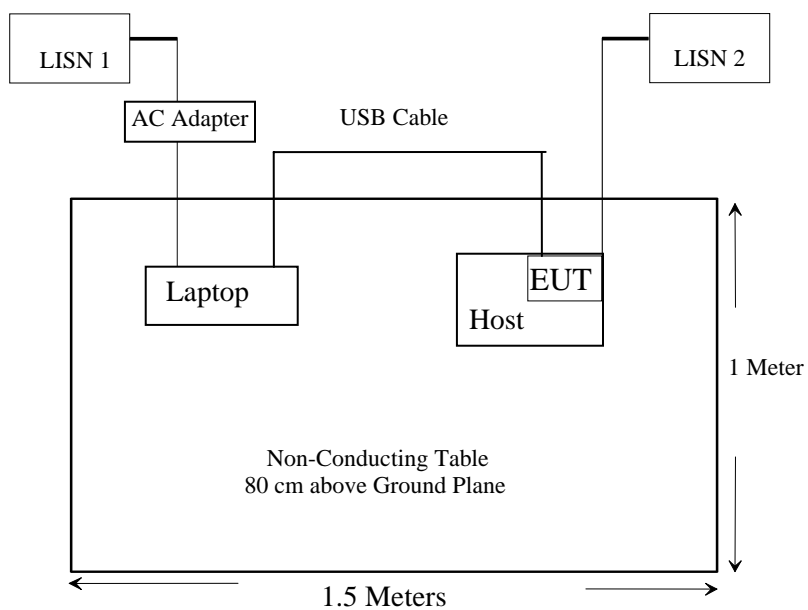 LISN 1
LISN 2
AC Adapter
USB Cable
Laptop
EUT
Host
1 Meter
Non-Conducting Table
80 cm above Ground Plane
1.5 Meters